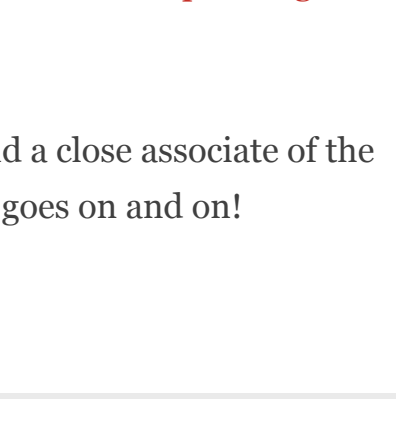 d a close associate of the
goes on and on!